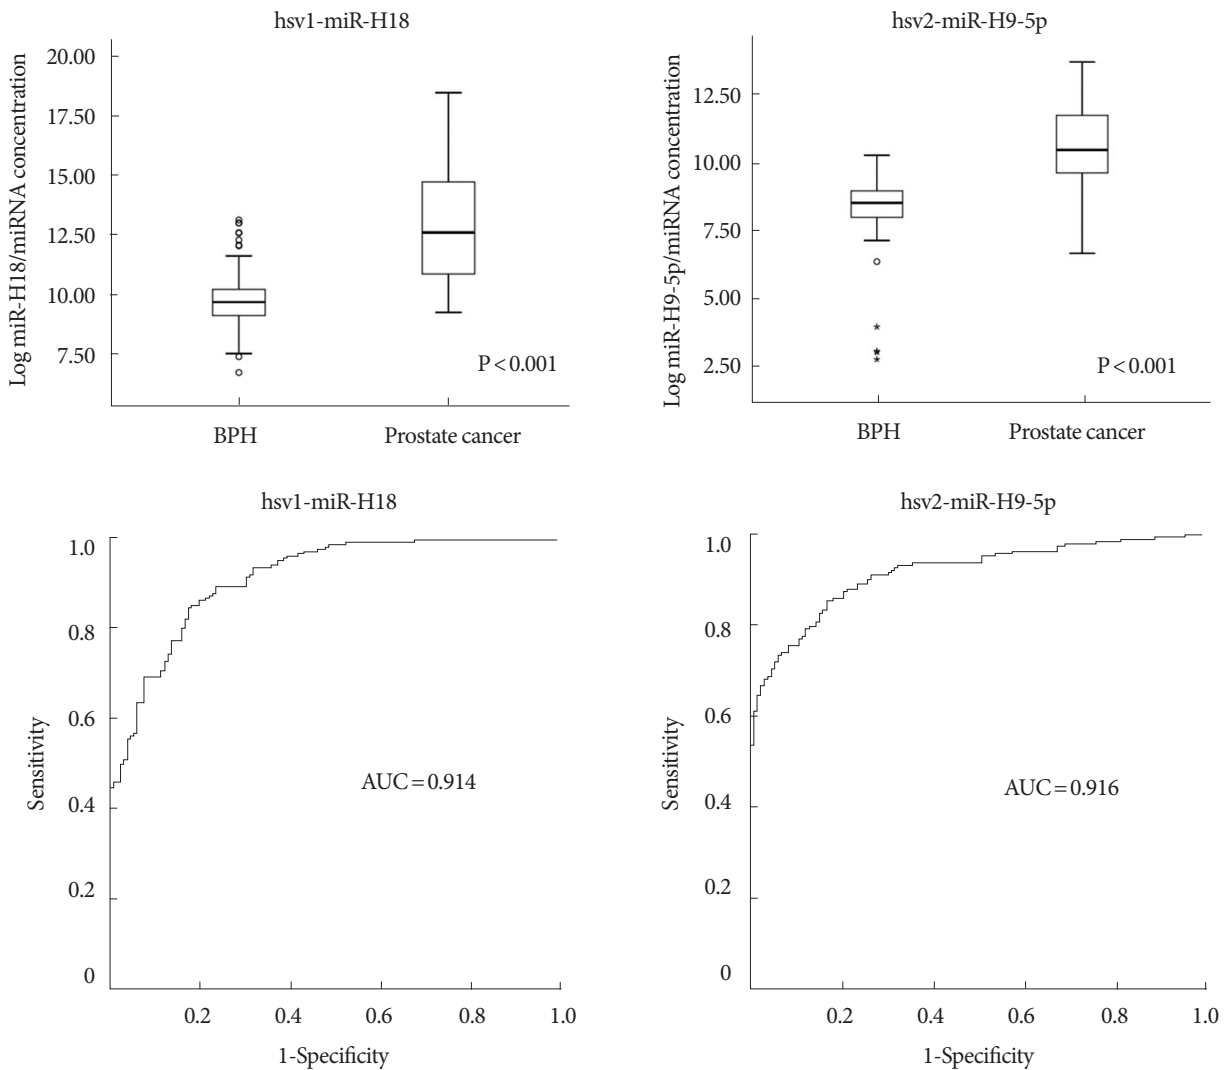 hsv1-miR-H18
Log miR-H18/miRNA concentration
20.00
17.50
15.00
12.50
10.00
7.50
P < 0.001
BPH
Prostate cancer
hsv2-miR-H9-5p
Log miR-H9-5p/miRNA concentration
12.50
10.00
7.50
5.00
2.50
P < 0.001
BPH
Prostate cancer
hsv1-miR-H18
Sensitivity
1.0
0.8
0.6
0.4
0.2
0
AUC = 0.914
0.2
0.4
0.6
0.8
1.0
1-Specificity
hsv2-miR-H9-5p
Sensitivity
1.0
0.8
0.6
0.4
0.2
0
AUC = 0.916
0.2
0.4
0.6
0.8
1.0
1-Specificity